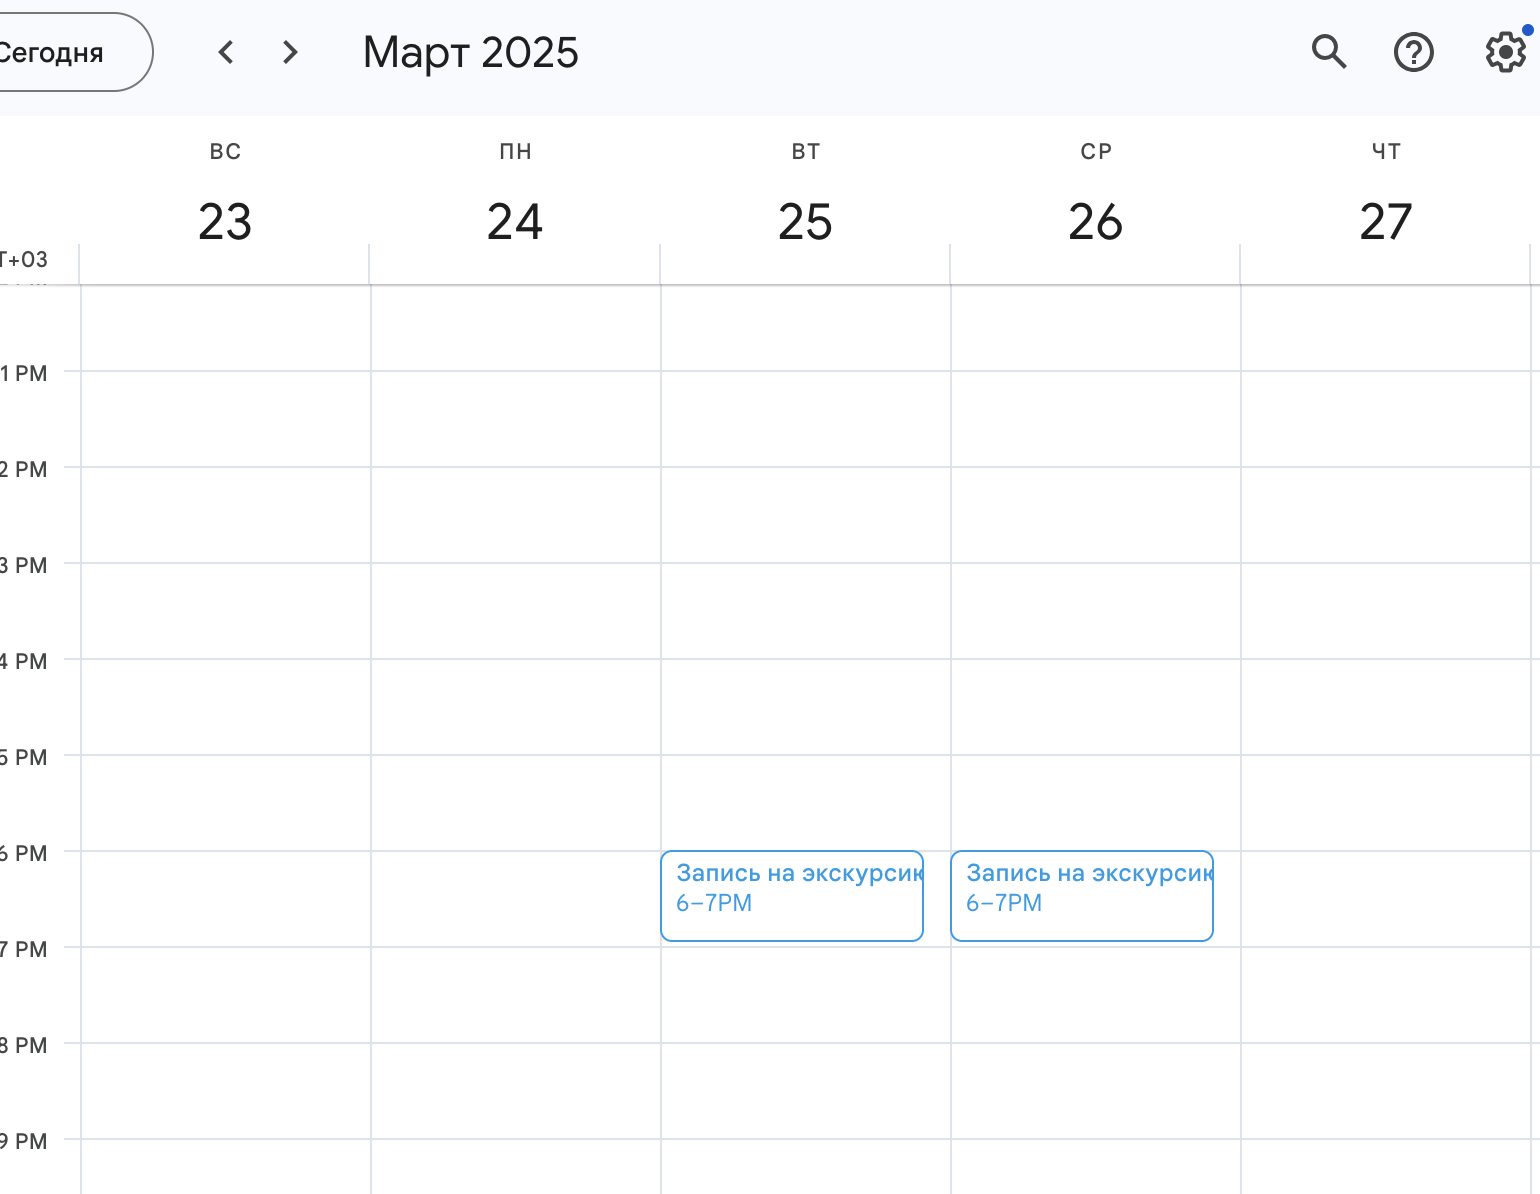 Сегодня
Март 2025
ВС ПН ВТ СР ЧТ
23 24 25 26 27
T+03
1 PM
2 PM
3 PM
4 PM
5 PM
6 PM
Запись на экскурсию Запись на экскурсию
6–7PM 6–7PM
7 PM
8 PM
9 PM